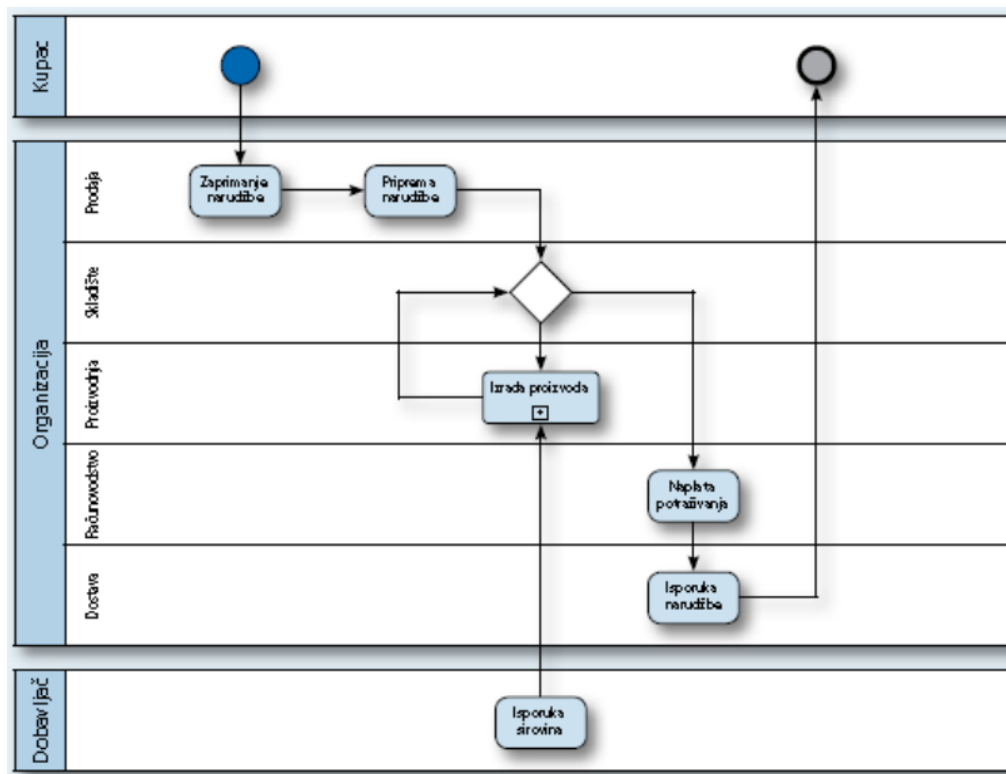 Kupac
Organizacija
Prodaja
Zaprimanje
narudžbe
Priprema
narudžbe
Skladište
Proizvodnja
Izrada proizvoda
+
Računovodstvo
Naplata
potraživanja
Dostava
Isporuka
narudžbe
Dobavljač
Isporuka
sirovina